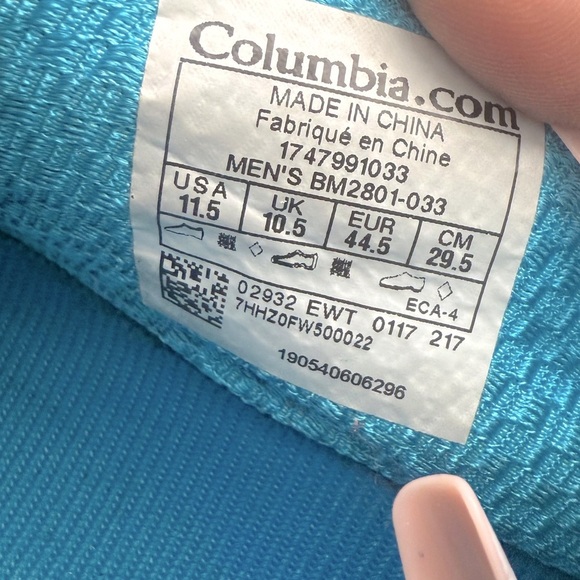 Columbia.com
MADE IN CHINA
Fabriqué en Chine
1747991033
MEN'S BM2801-033
USA UK EUR CM
11.5 10.5 44.5 29.5
ECA-4
02932 EWT 0117 217
7HHZ0FW500022
190540606296